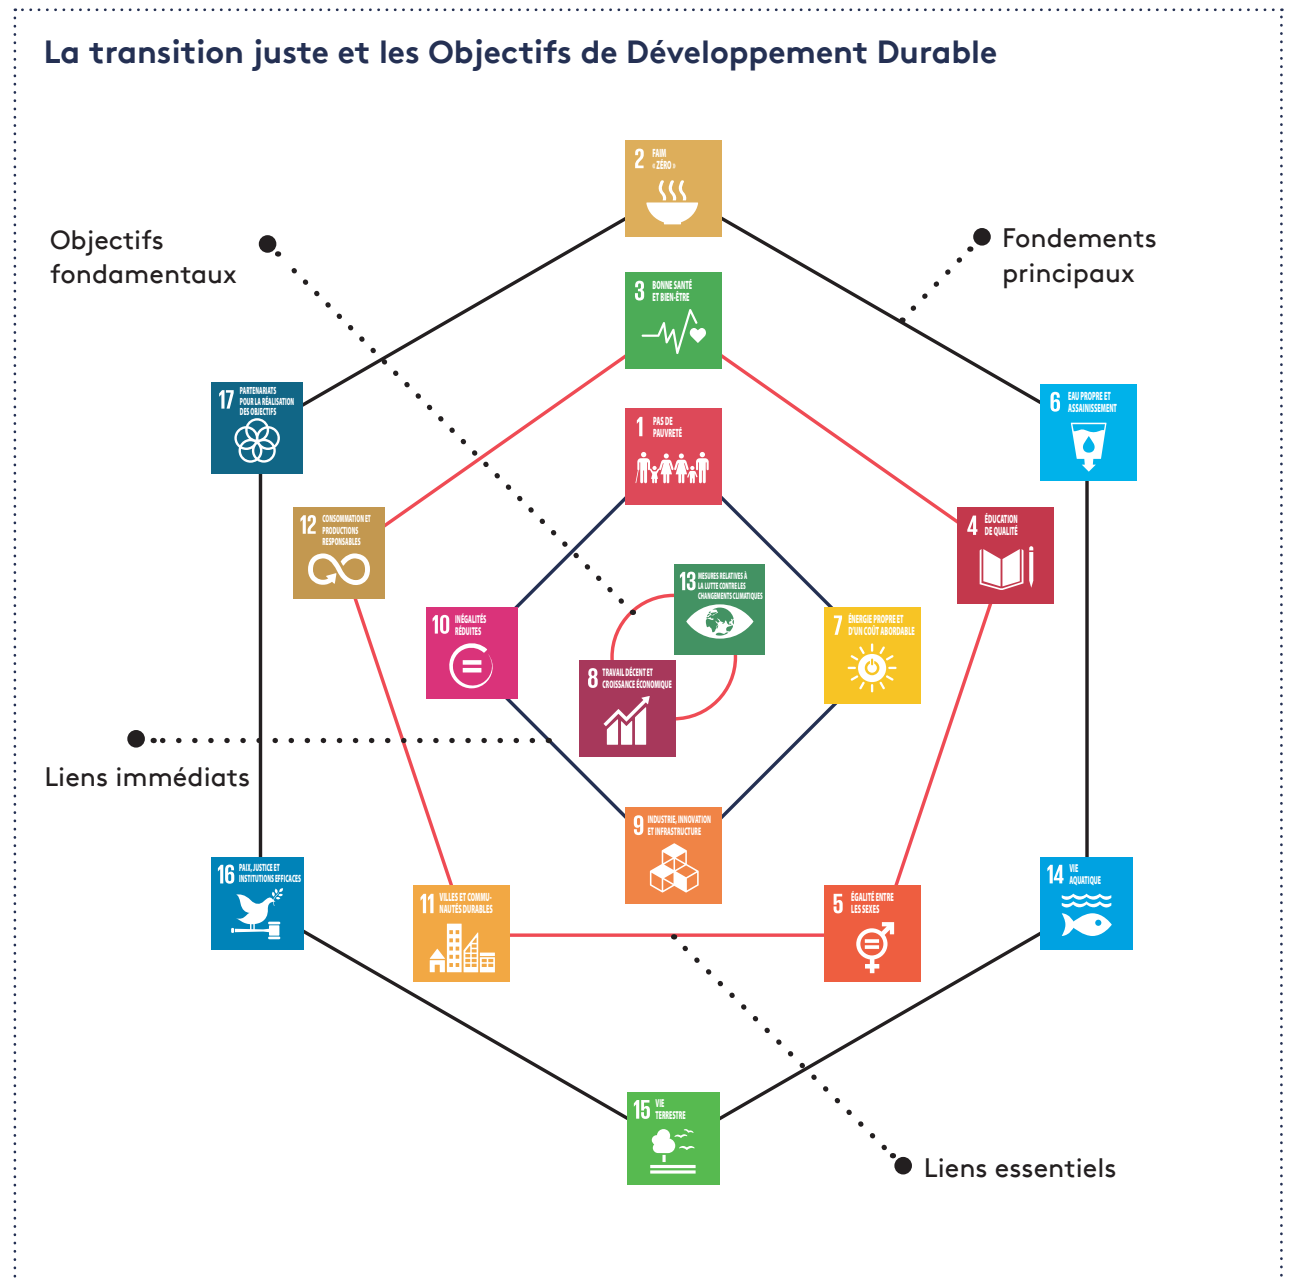 La transition juste et les Objectifs de Développement Durable
2 FAIM
« ZÉRO »
Objectifs
fondamentaux
Fondements
principaux
3 BONNE SANTÉ
ET BIEN-ÊTRE
17 PARTENARIATS
POUR LA RÉALISATION
DES OBJECTIFS
6 EAU PROPRE ET
ASSAINISSEMENT
1 PAS DE
PAUVRETÉ
12 CONSOMMATION ET
PRODUCTIONS
RESPONSABLES
4 ÉDUCATION
DE QUALITÉ
13 MESURES RELATIVES À
LA LUTTE CONTRE LES
CHANGEMENTS CLIMATIQUES
10 INÉGALITÉS
RÉDUITES
7 ÉNERGIE PROPRE ET
D'UN COÛT ABORDABLE
8 TRAVAIL DÉCENT ET
CROISSANCE ÉCONOMIQUE
Liens immédiats
9 INDUSTRIE, INNOVATION
ET INFRASTRUCTURE
16 PAIX, JUSTICE ET
INSTITUTIONS EFFICACES
14 VIE
AQUATIQUE
11 VILLES ET COMMU-
NAUTÉS DURABLES
5 ÉGALITÉ ENTRE
LES SEXES
15 VIE
TERRESTRE
Liens essentiels